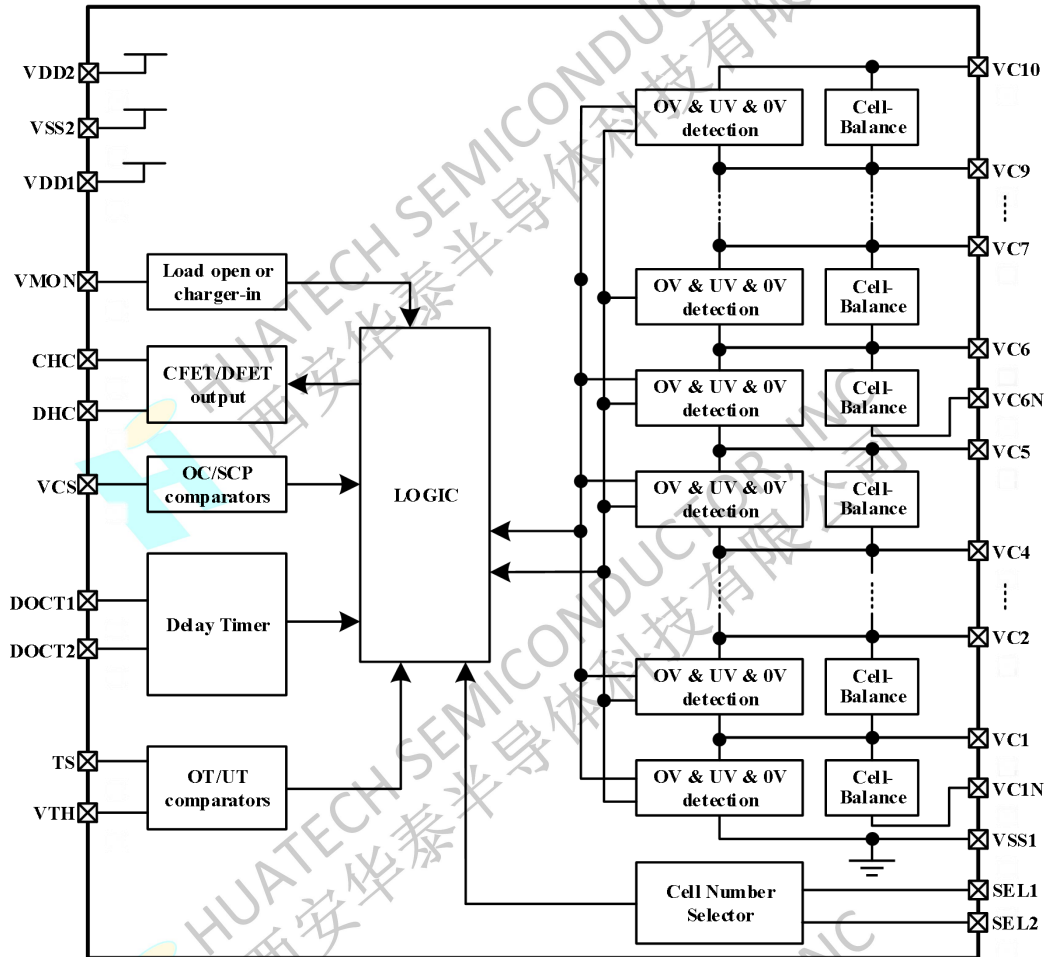 VDD2
VSS2
VDD1
VMON
CHC
DHC
VCS
DOCT1
DOCT2
TS
VTH
Load open or
charger-in
CFET/DFET
output
OC/SCP
comparators
Delay Timer
OT/UT
comparators
LOGIC
OV & UV & 0V
detection
Cell-
Balance
OV & UV & 0V
detection
Cell-
Balance
OV & UV & 0V
detection
Cell-
Balance
OV & UV & 0V
detection
Cell-
Balance
OV & UV & 0V
detection
Cell-
Balance
OV & UV & 0V
detection
Cell-
Balance
Cell Number
Selector
VC10
VC9
VC7
VC6
VC6N
VC5
VC4
VC2
VC1
VC1N
VSS1
SEL1
SEL2
HUATECH SEMICONDUCTOR, INC
西安华泰半导体科技有限公司
HUATECH SEMICONDUCTOR, INC
西安华泰半导体科技有